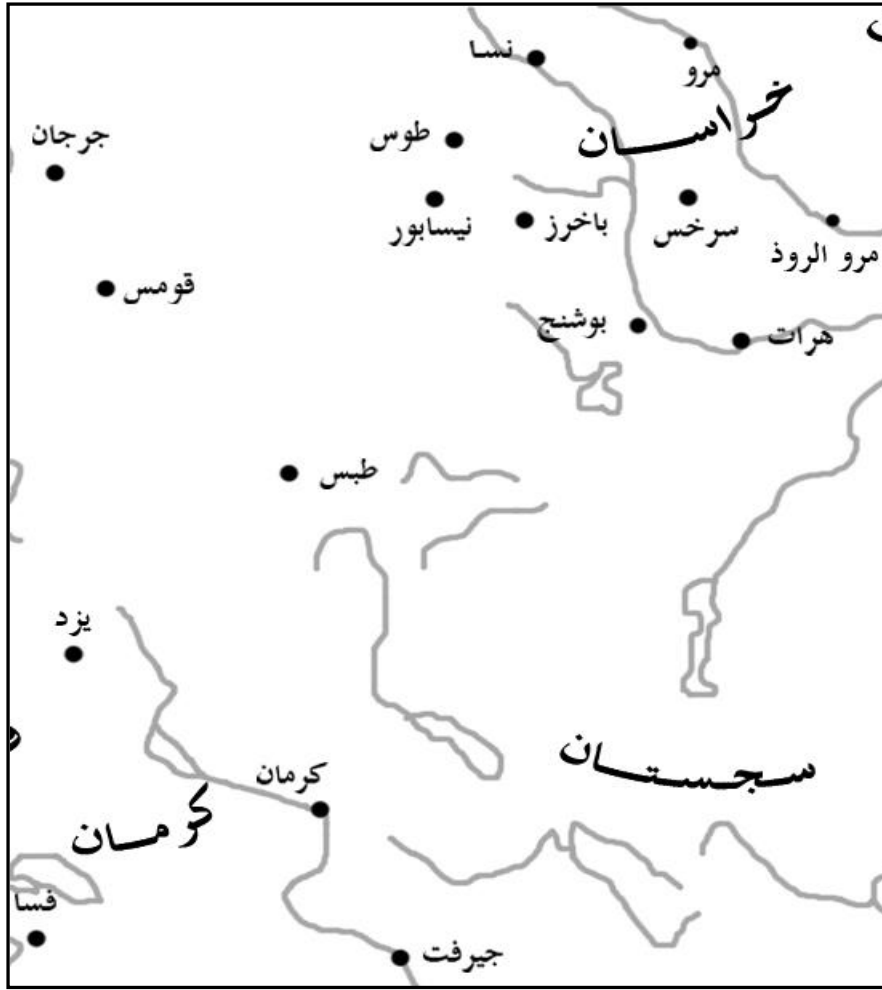 نسا
مرو
خراسان
جرجان
طوس
نيسابور
باخرز
سرخس
مرو الروذ
قومس
بوشنج
هرات
طبس
يزد
سجستان
كرمان
كرمان
فسا
جيرفت